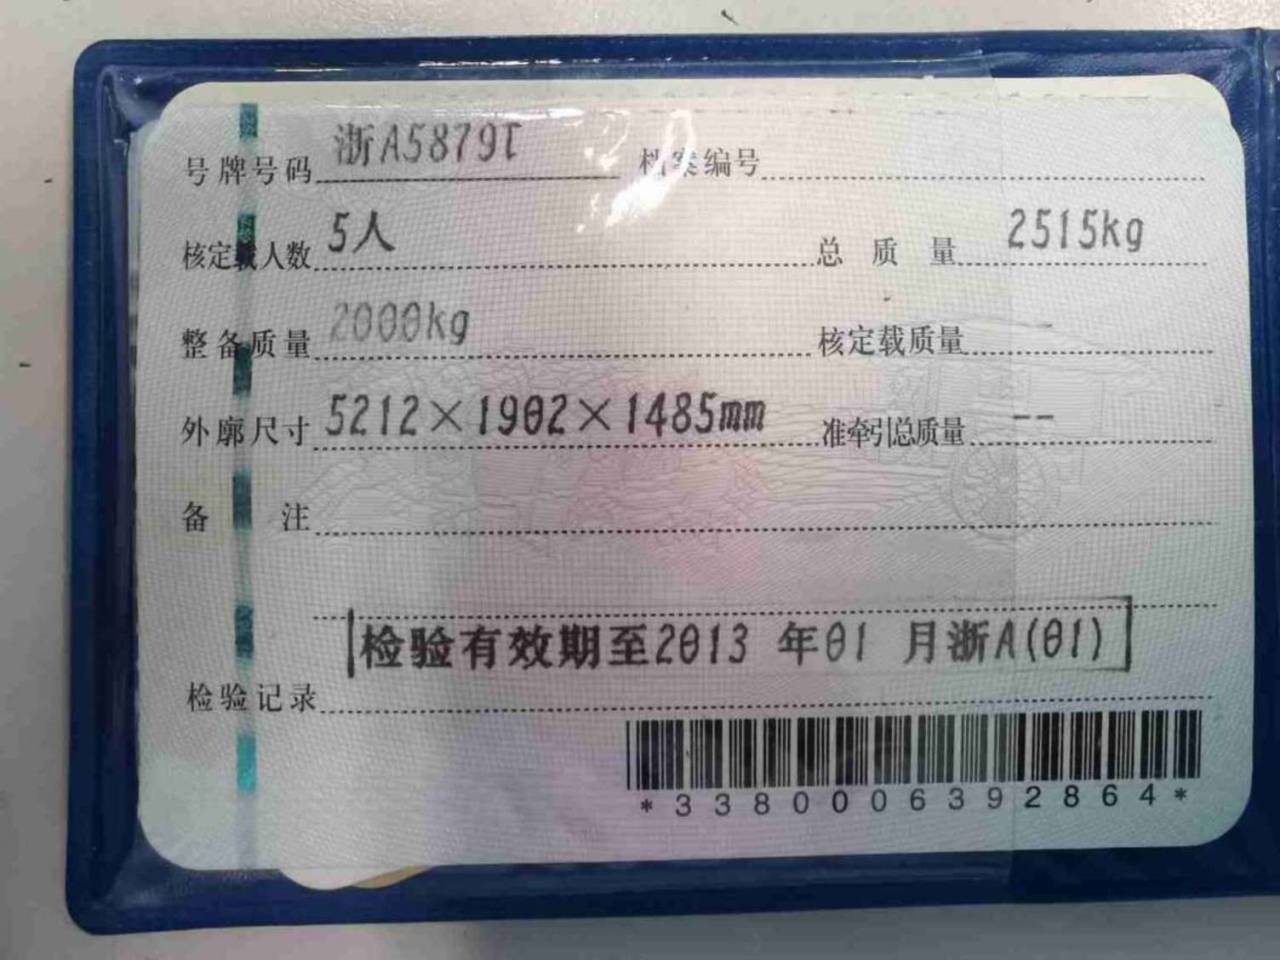 号牌号码 浙A5879T 档案编号
核定载人数 5人 总质量 2515kg
整备质量 2000kg 核定载质量 --
外廓尺寸 5212×1902×1485mm 准牵引总质量 --
备注
检验有效期至2013 年01 月浙A(01)
检验记录
*3380006392864*